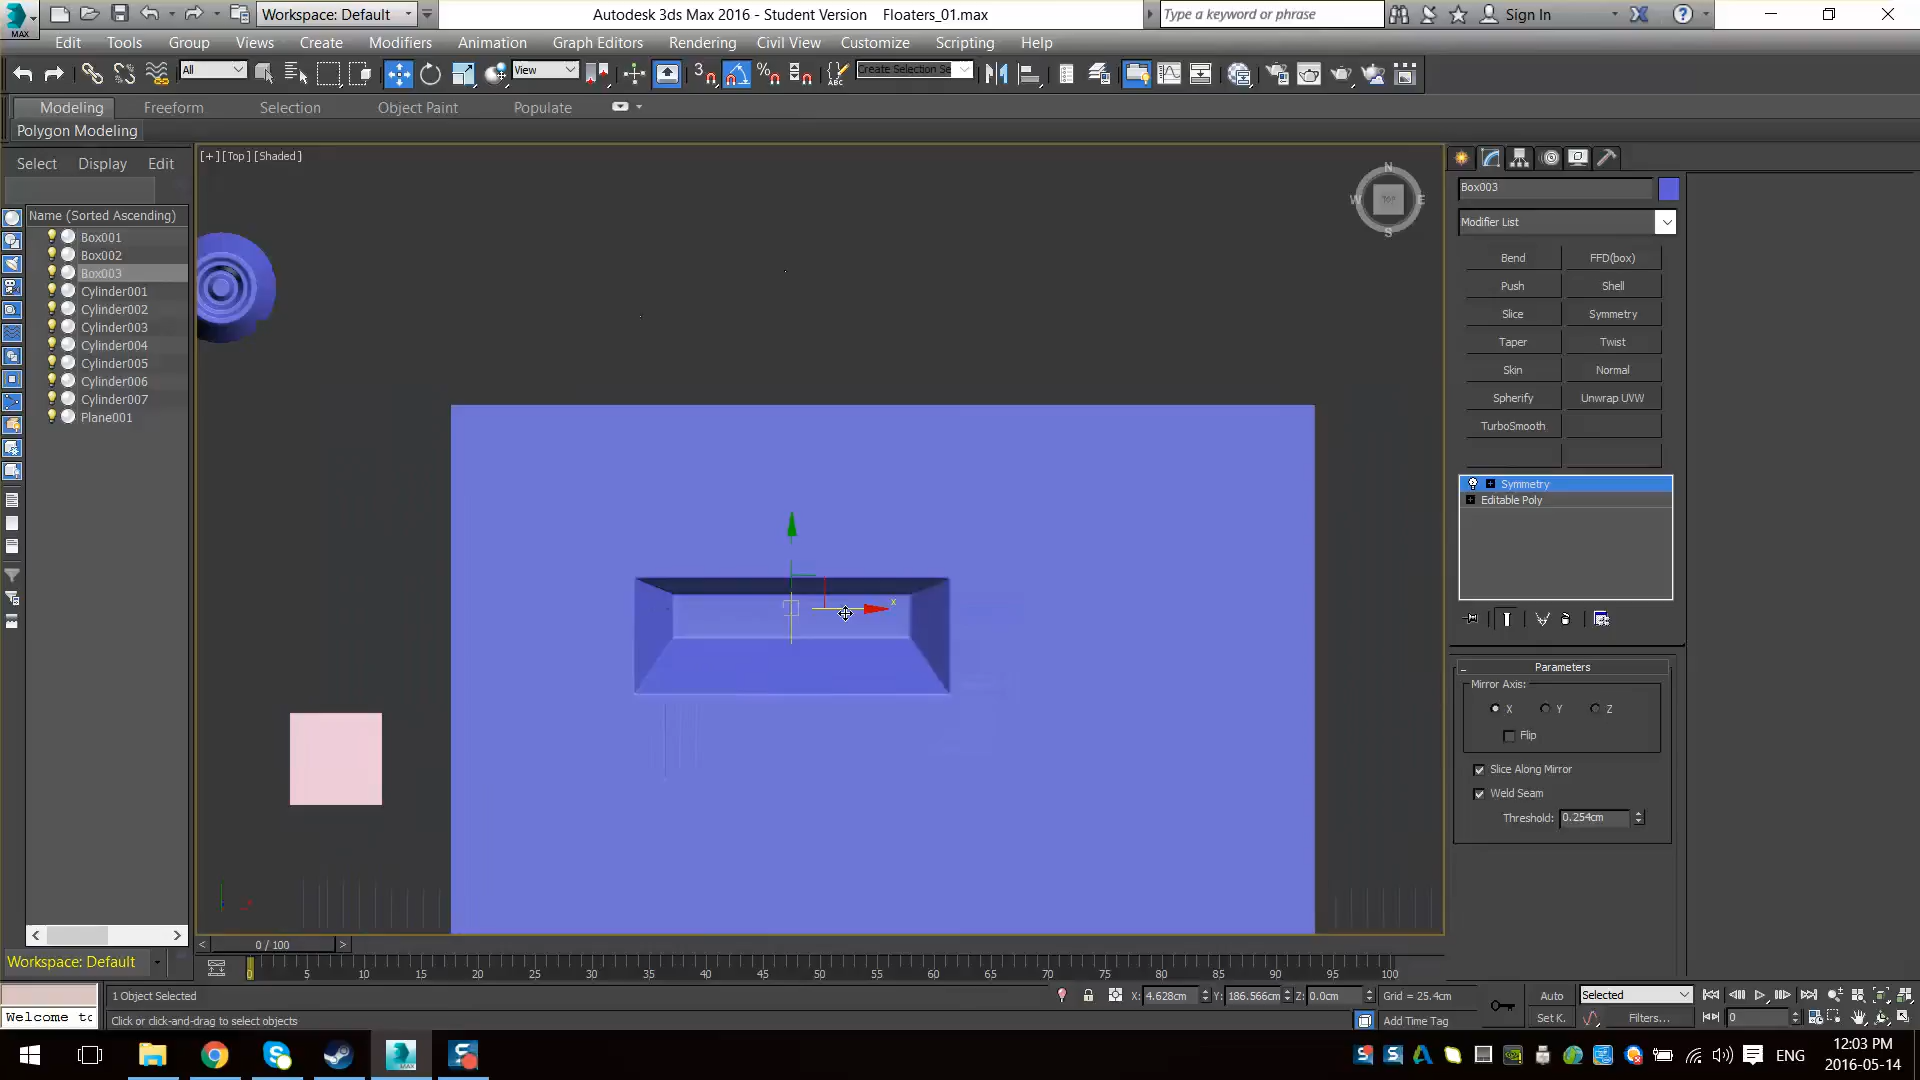 MAX
Workspace: Default
Autodesk 3ds Max 2016 - Student Version Floaters_01.max
Type a keyword or phrase
Sign In
Edit Tools Group Views Create Modifiers Animation Graph Editors Rendering Civil View Customize Scripting Help
All
View
3
Create Selection Se
Modeling Freeform Selection Object Paint Populate
Polygon Modeling
Select Display Edit
Name (Sorted Ascending)
Box001
Box002
Box003
Cylinder001
Cylinder002
Cylinder003
Cylinder004
Cylinder005
Cylinder006
Cylinder007
Plane001
[+] [Top] [Shaded]
N
W TOP E
S
x
Box003
Modifier List
Bend FFD(box)
Push Shell
Slice Symmetry
Taper Twist
Skin Normal
Spherify Unwrap UVW
TurboSmooth
Symmetry
Editable Poly
Parameters
Mirror Axis:
X Y Z
Flip
Slice Along Mirror
Weld Seam
Threshold: 0.254cm
0 / 100
Workspace: Default
0 5 10 15 20 25 30 35 40 45 50 55 60 65 70 75 80 85 90 95 100
1 Object Selected
X: 4.628cm Y: 186.566cm Z: 0.0cm Grid = 25.4cm
Auto Selected
Welcome to
Click or click-and-drag to select objects
Add Time Tag
Set K. Filters... 0
ENG
12:03 PM
2016-05-14